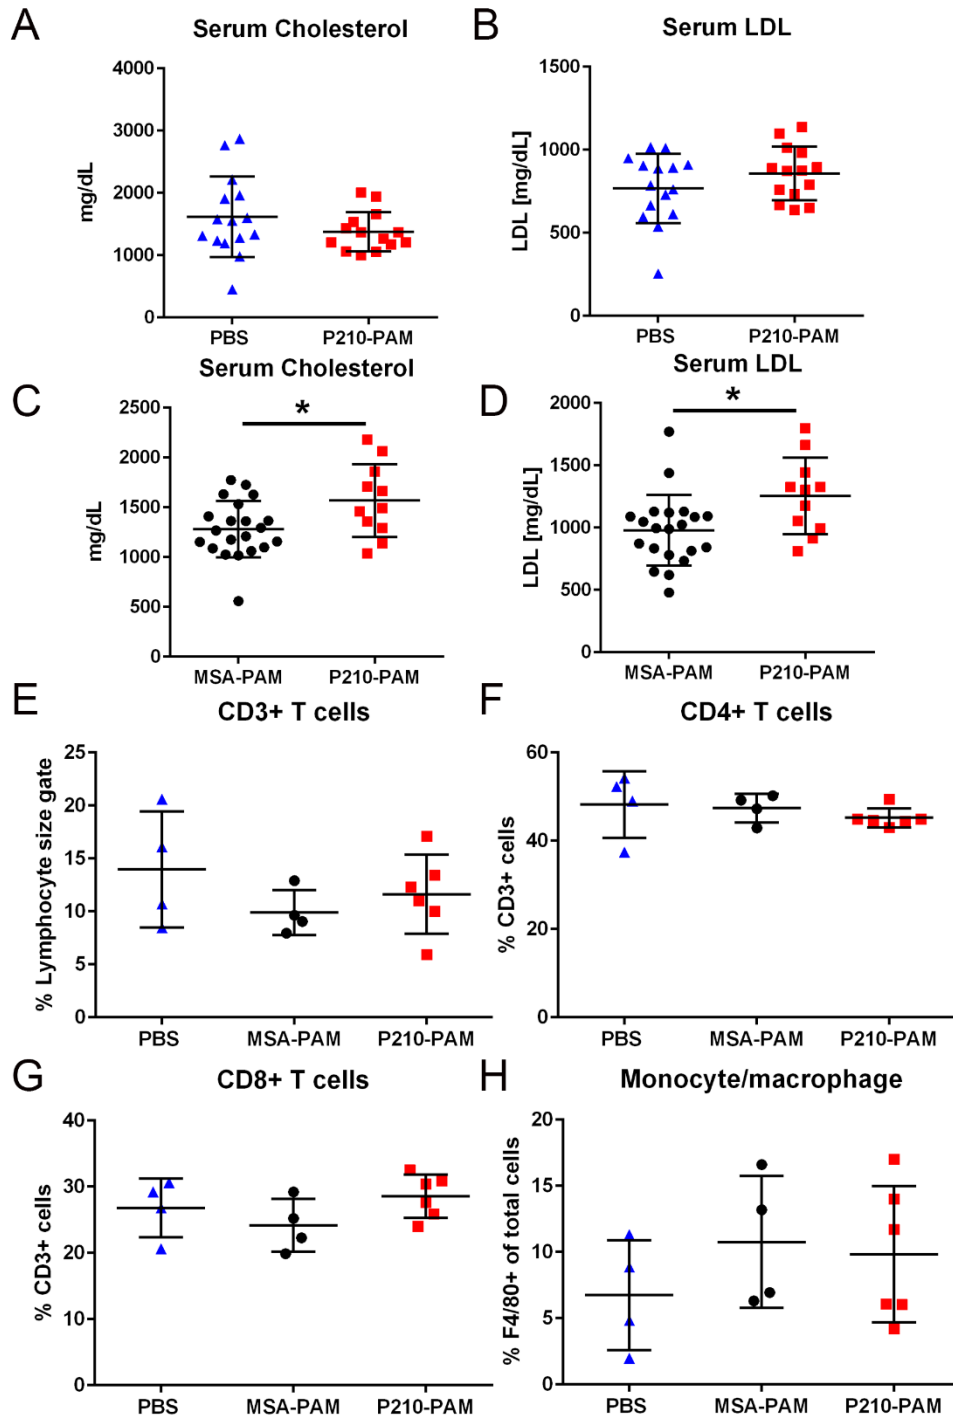 A
Serum Cholesterol
mg/dL
4000
3000
2000
1000
0
PBS
P210-PAM
B
Serum LDL
LDL [mg/dL]
1500
1000
500
0
PBS
P210-PAM
C
Serum Cholesterol
mg/dL
2500
2000
1500
1000
500
0
*
MSA-PAM
P210-PAM
D
Serum LDL
LDL [mg/dL]
2000
1500
1000
500
0
*
MSA-PAM
P210-PAM
E
CD3+ T cells
% Lymphocyte size gate
25
20
15
10
5
0
PBS
MSA-PAM
P210-PAM
F
CD4+ T cells
% CD3+ cells
60
40
20
0
PBS
MSA-PAM
P210-PAM
G
CD8+ T cells
% CD3+ cells
40
30
20
10
0
PBS
MSA-PAM
P210-PAM
H
Monocyte/macrophage
% F4/80+ of total cells
20
15
10
5
0
PBS
MSA-PAM
P210-PAM